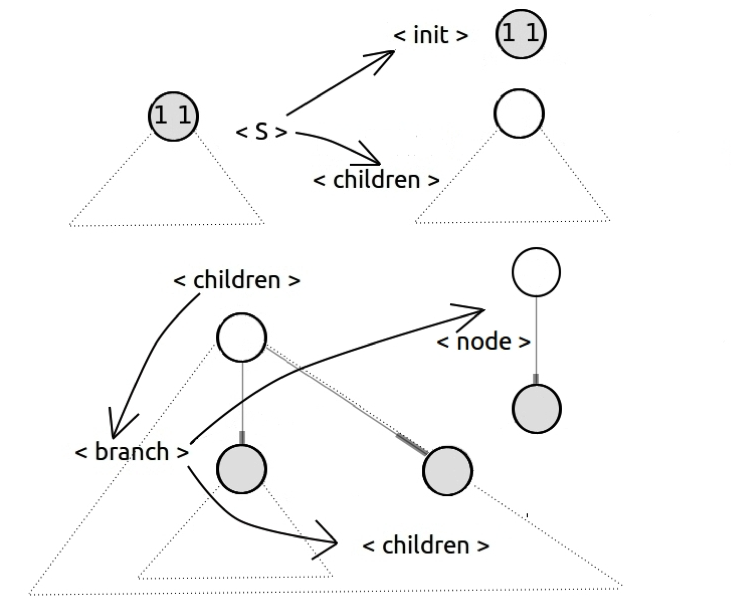 < init >
1 1
1 1
< S >
< children >
< children >
< node >
< branch >
< children >